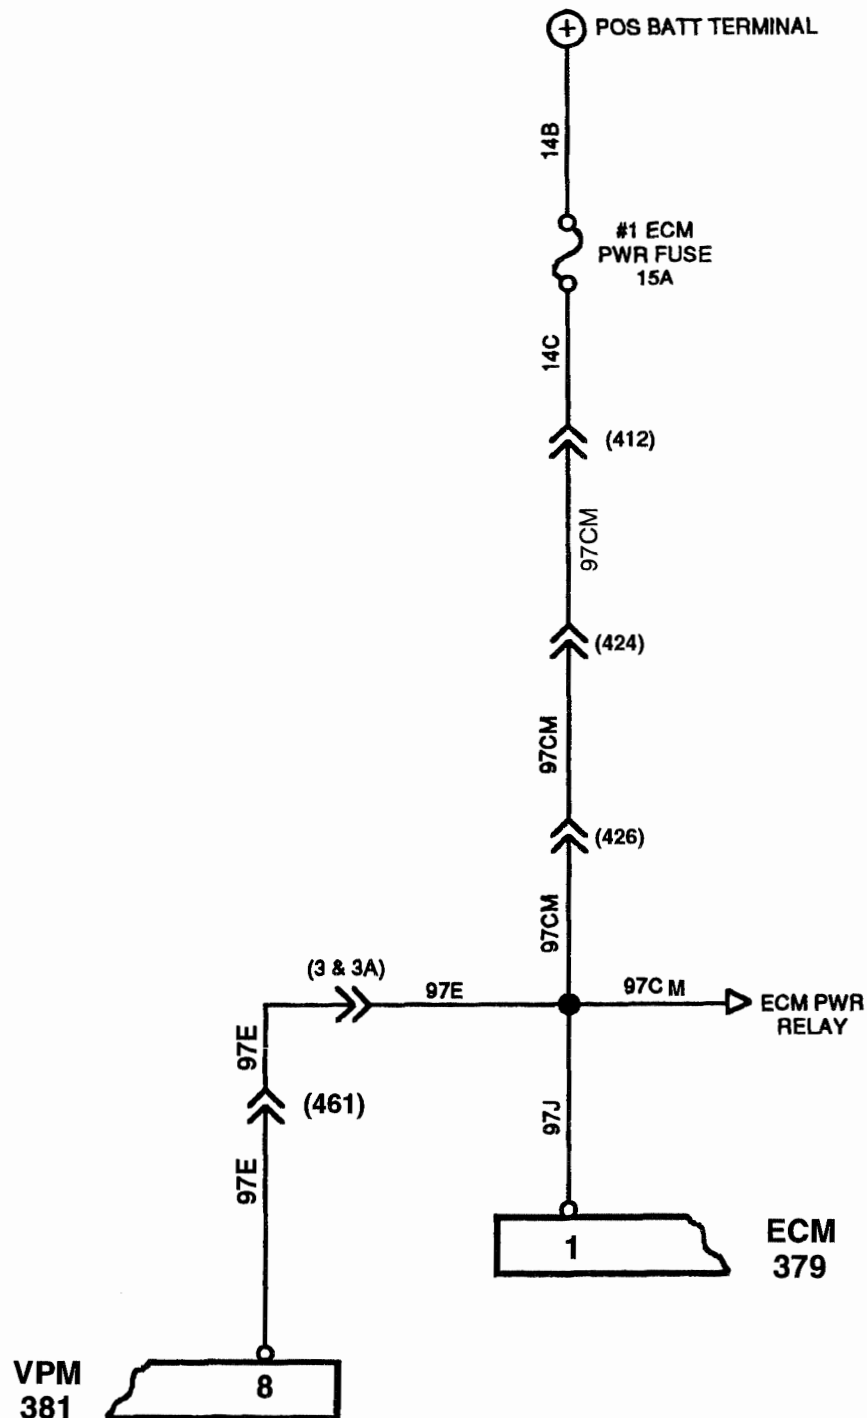 POS BATT TERMINAL
14B
#1 ECM
PWR FUSE
15A
14C
(412)
97CM
(424)
97CM
(426)
97CM
(3 & 3A)
97E
97C M
ECM PWR
RELAY
97E
(461)
97J
97E
1
ECM
379
VPM
381
8